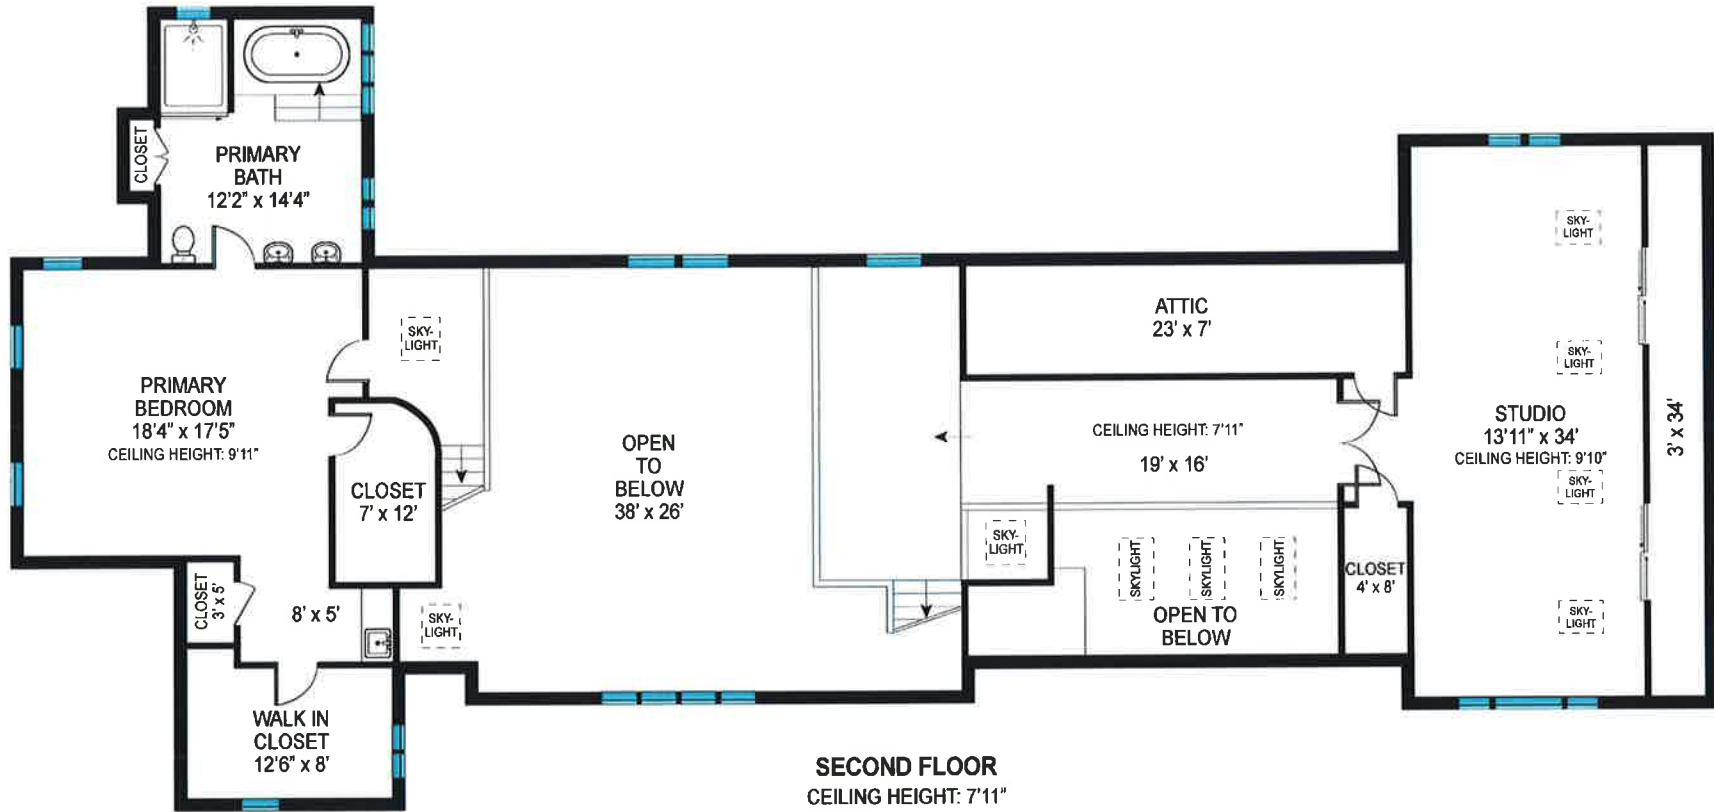 CLOSET
PRIMARY
BATH
12'2" x 14'4"
SKY-
LIGHT
PRIMARY
BEDROOM
18'4" x 17'5"
CEILING HEIGHT: 9'11"
CLOSET
7' x 12'
CLOSET
3' x 5'
8' x 5'
SKY-
LIGHT
WALK IN
CLOSET
12'6" x 8'
OPEN
TO
BELOW
38' x 26'
ATTIC
23' x 7'
CEILING HEIGHT: 7'11"
19' x 16'
SKY-
LIGHT
SKYLIGHT
SKYLIGHT
SKYLIGHT
OPEN TO
BELOW
CLOSET
4' x 8'
SKY-
LIGHT
SKY-
LIGHT
STUDIO
13'11" x 34'
CEILING HEIGHT: 9'10"
SKY-
LIGHT
SKY-
LIGHT
3' x 34'
SECOND FLOOR
CEILING HEIGHT: 7'11"